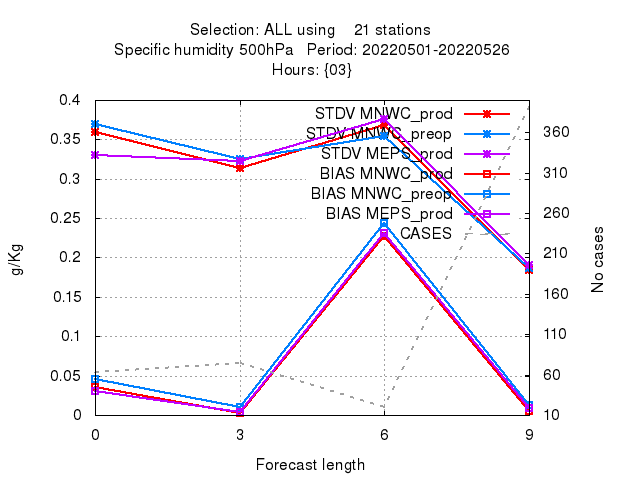 Selection: ALL using    21 stations
Specific humidity 500hPa   Period: 20220501-20220526
Hours: {03}
STDV MNWC_prod
STDV MNWC_preop
STDV MEPS_prod
BIAS MNWC_prod
BIAS MNWC_preop
BIAS MEPS_prod
CASES
0.4
0.35
0.3
0.25
0.2
0.15
0.1
0.05
0
g/Kg
360
310
260
210
160
110
60
10
No cases
0 3 6 9
Forecast length